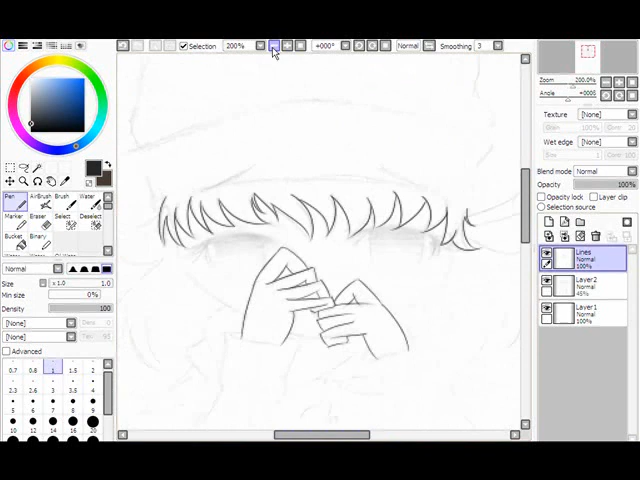 Selection 200% +000° Normal Smoothing 3
Zoom 200.0%
Angle +000°
Texture [None]
Wet edge [None]
Blend mode Normal
Opacity 100%
Opacity lock Layer clip
Selection source
Lines
Normal
100%
Layer2
Normal
45%
Layer1
Normal
100%
Pen AirBrush Brush Water
Marker Eraser Select Deselect
Bucket Binary
Normal
Size x 1.0 1.0
Min size 0%
Density 100
[None]
[None]
Advanced
0.7 0.8 1 1.5 2
2.3 2.6 3 3.5 4
5 6 7 8 9
10 12 14 16 20